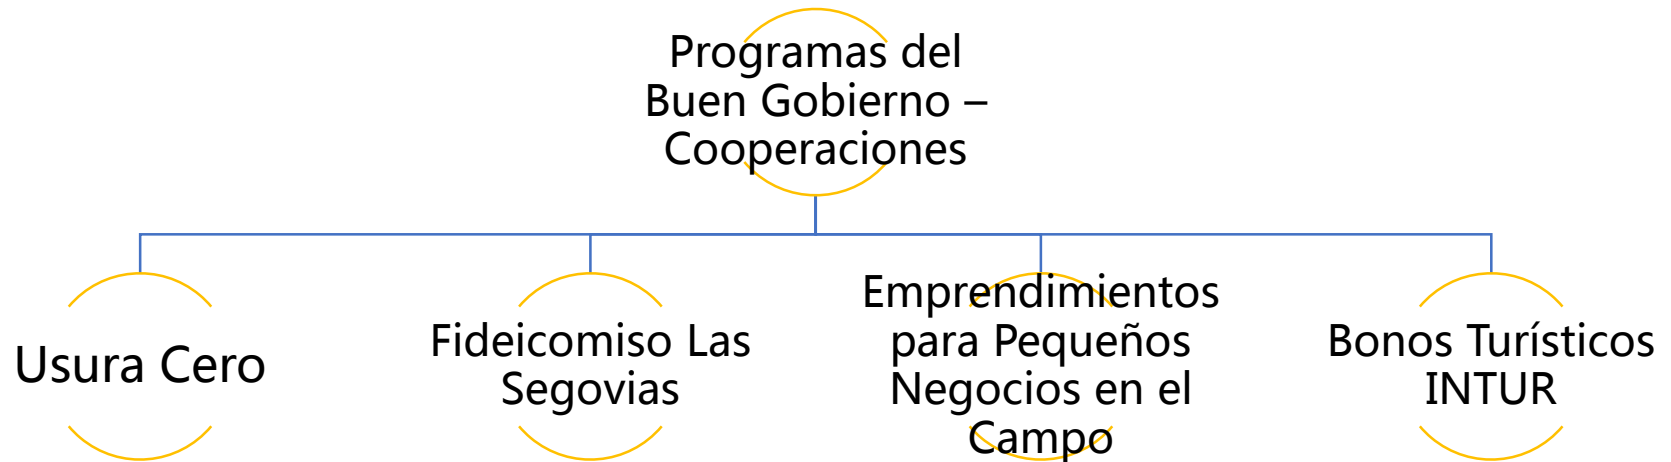 Programas del
Buen Gobierno –
Cooperaciones
Usura Cero
Fideicomiso Las
Segovias
Emprendimientos
para Pequeños
Negocios en el
Campo
Bonos Turísticos
INTUR